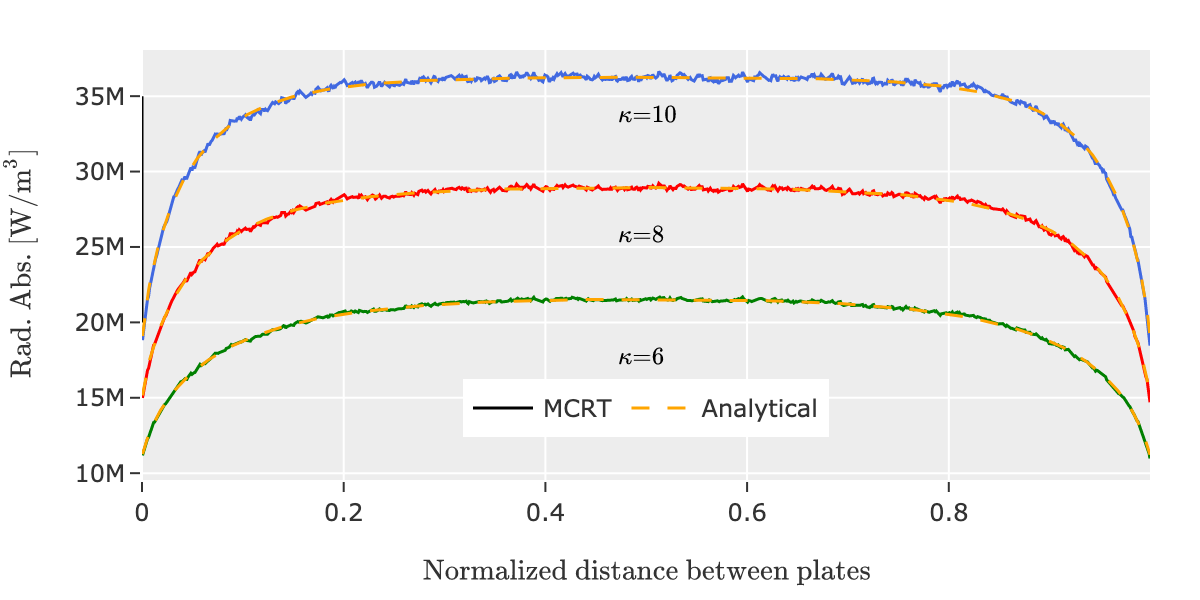 Rad. Abs. [W/m³]
35M
κ=10
30M
25M
κ=8
20M
κ=6
15M
MCRT
Analytical
10M
0 0.2 0.4 0.6 0.8
Normalized distance between plates